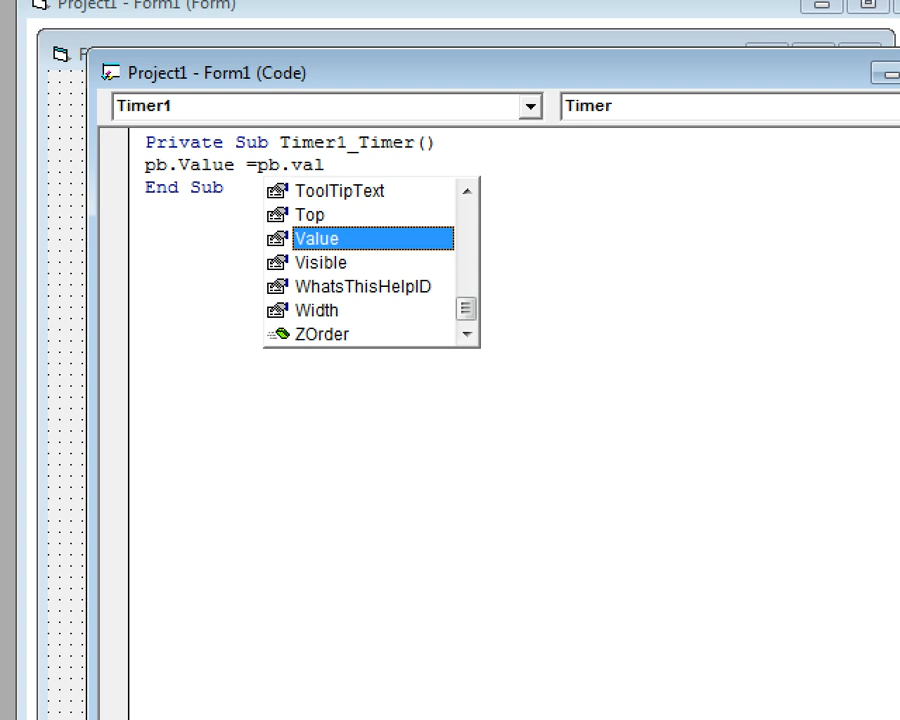 Project1 - Form1 (Form)
Project1 - Form1 (Code)
Timer1 Timer
Private Sub Timer1_Timer()
pb.Value =pb.val
End Sub
ToolTipText
Top
Value
Visible
WhatsThisHelpID
Width
ZOrder